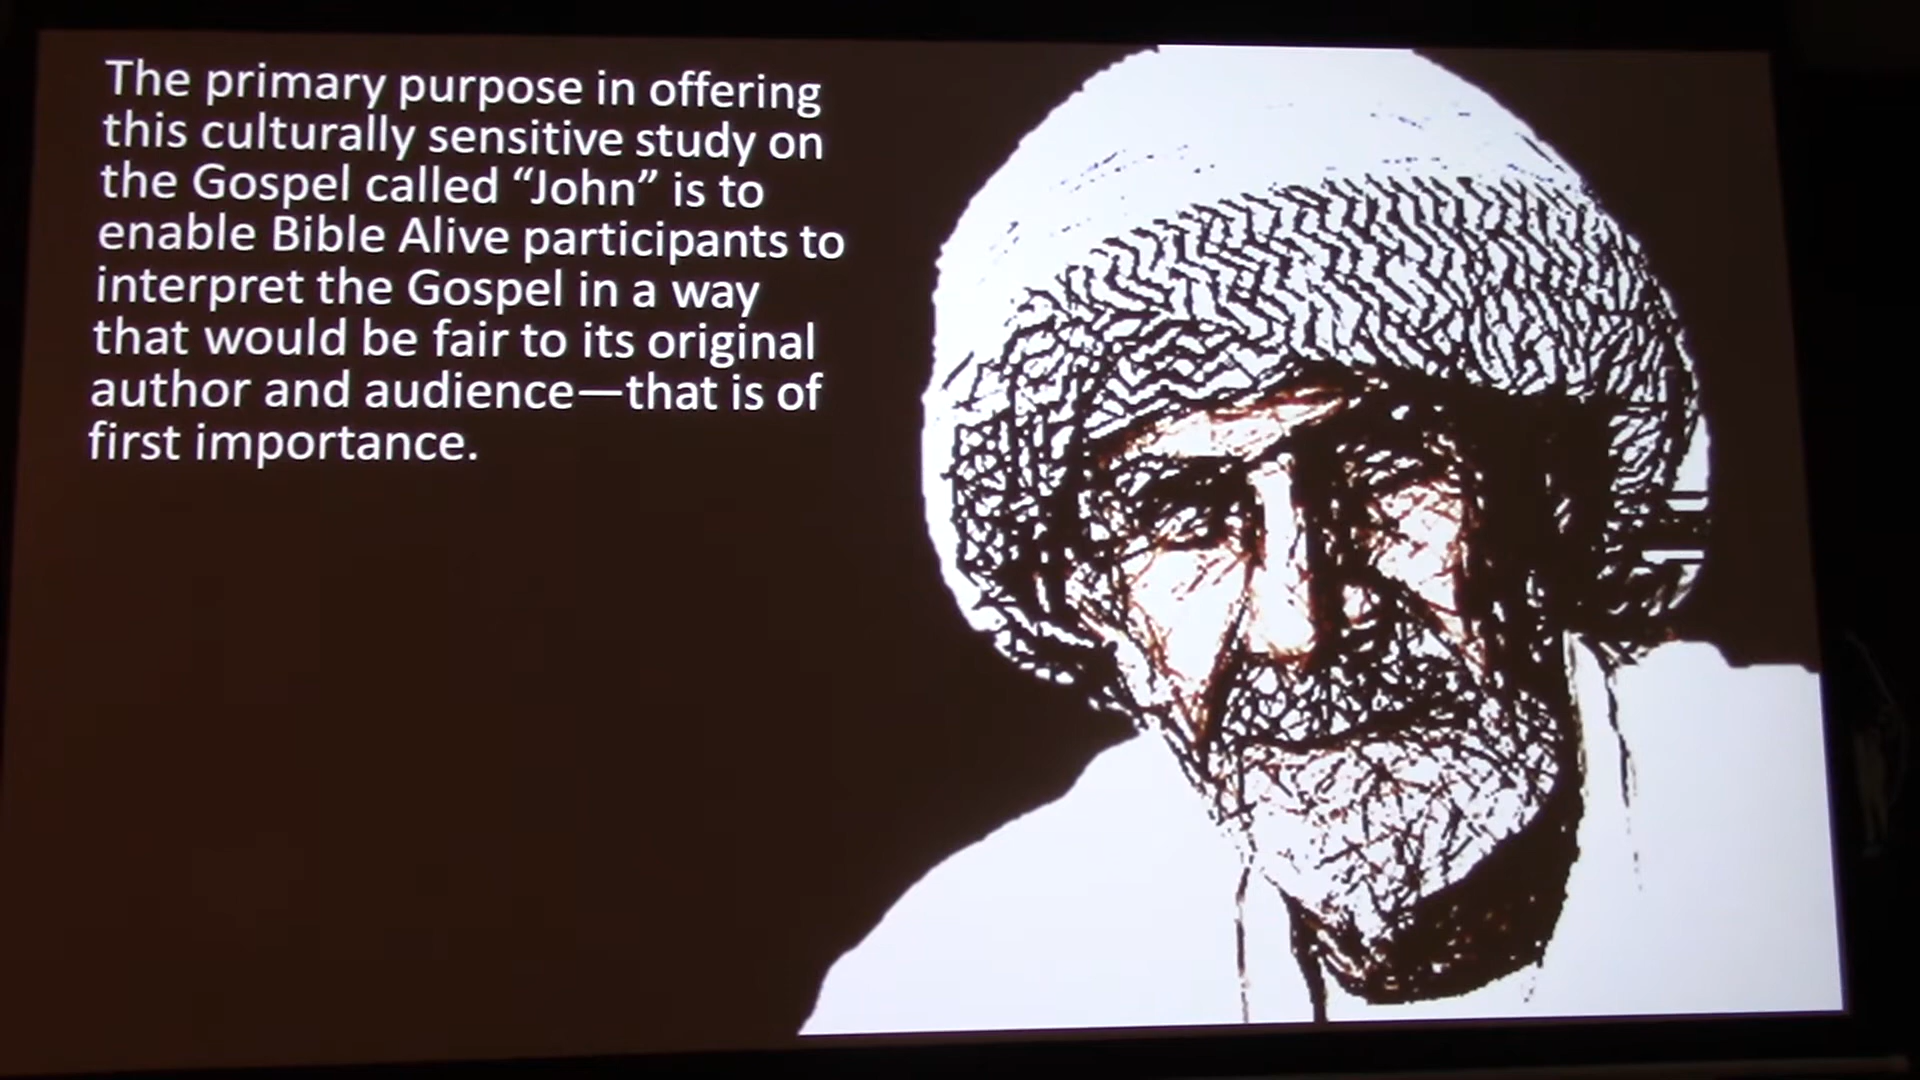 The primary purpose in offering
this culturally sensitive study on
the Gospel called “John” is to
enable Bible Alive participants to
interpret the Gospel in a way
that would be fair to its original
author and audience—that is of
first importance.